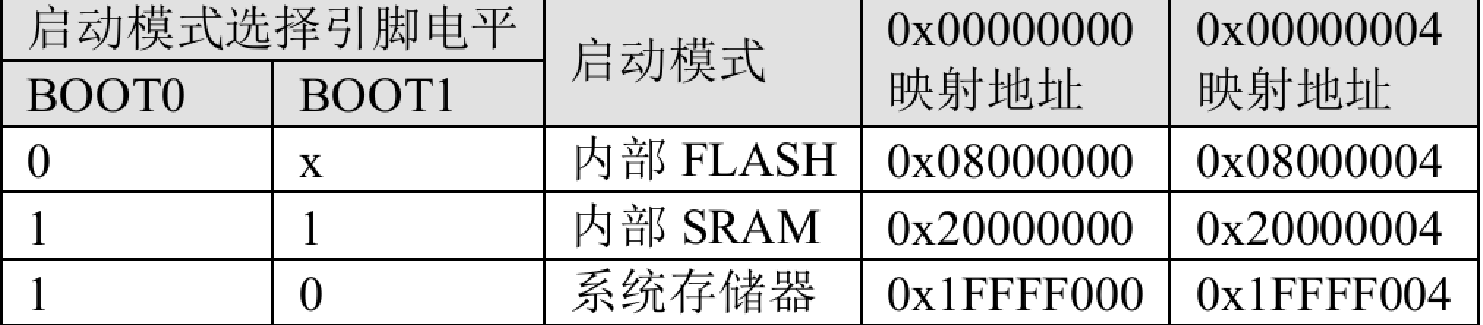 启动模式选择引脚电平
启动模式
0x00000000
映射地址
0x00000004
映射地址
BOOT0
BOOT1
0
x
内部 FLASH
0x08000000
0x08000004
1
1
内部 SRAM
0x20000000
0x20000004
1
0
系统存储器
0x1FFFF000
0x1FFFF004